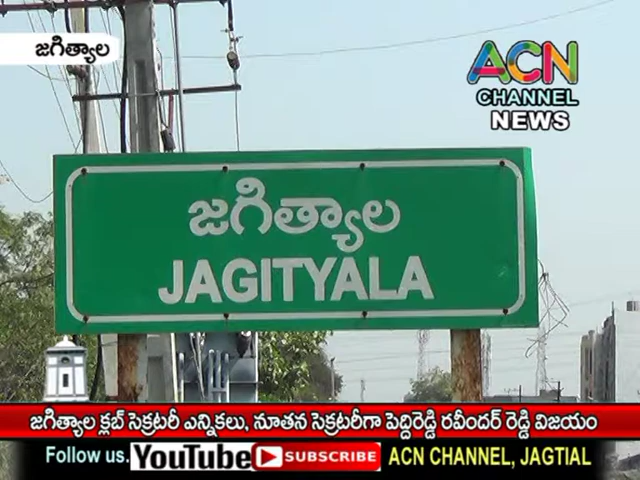 జగిత్యాల
ACN
CHANNEL
NEWS
జగిత్యాల
JAGITYALA
జగిత్యాల క్లబ్ సెక్రటరీ ఎన్నికలు, నూతన సెక్రటరీగా పెద్దిరెడ్డి రవీందర్ రెడ్డి విజయం
Follow us. YouTube SUBSCRIBE ACN CHANNEL, JAGTIAL